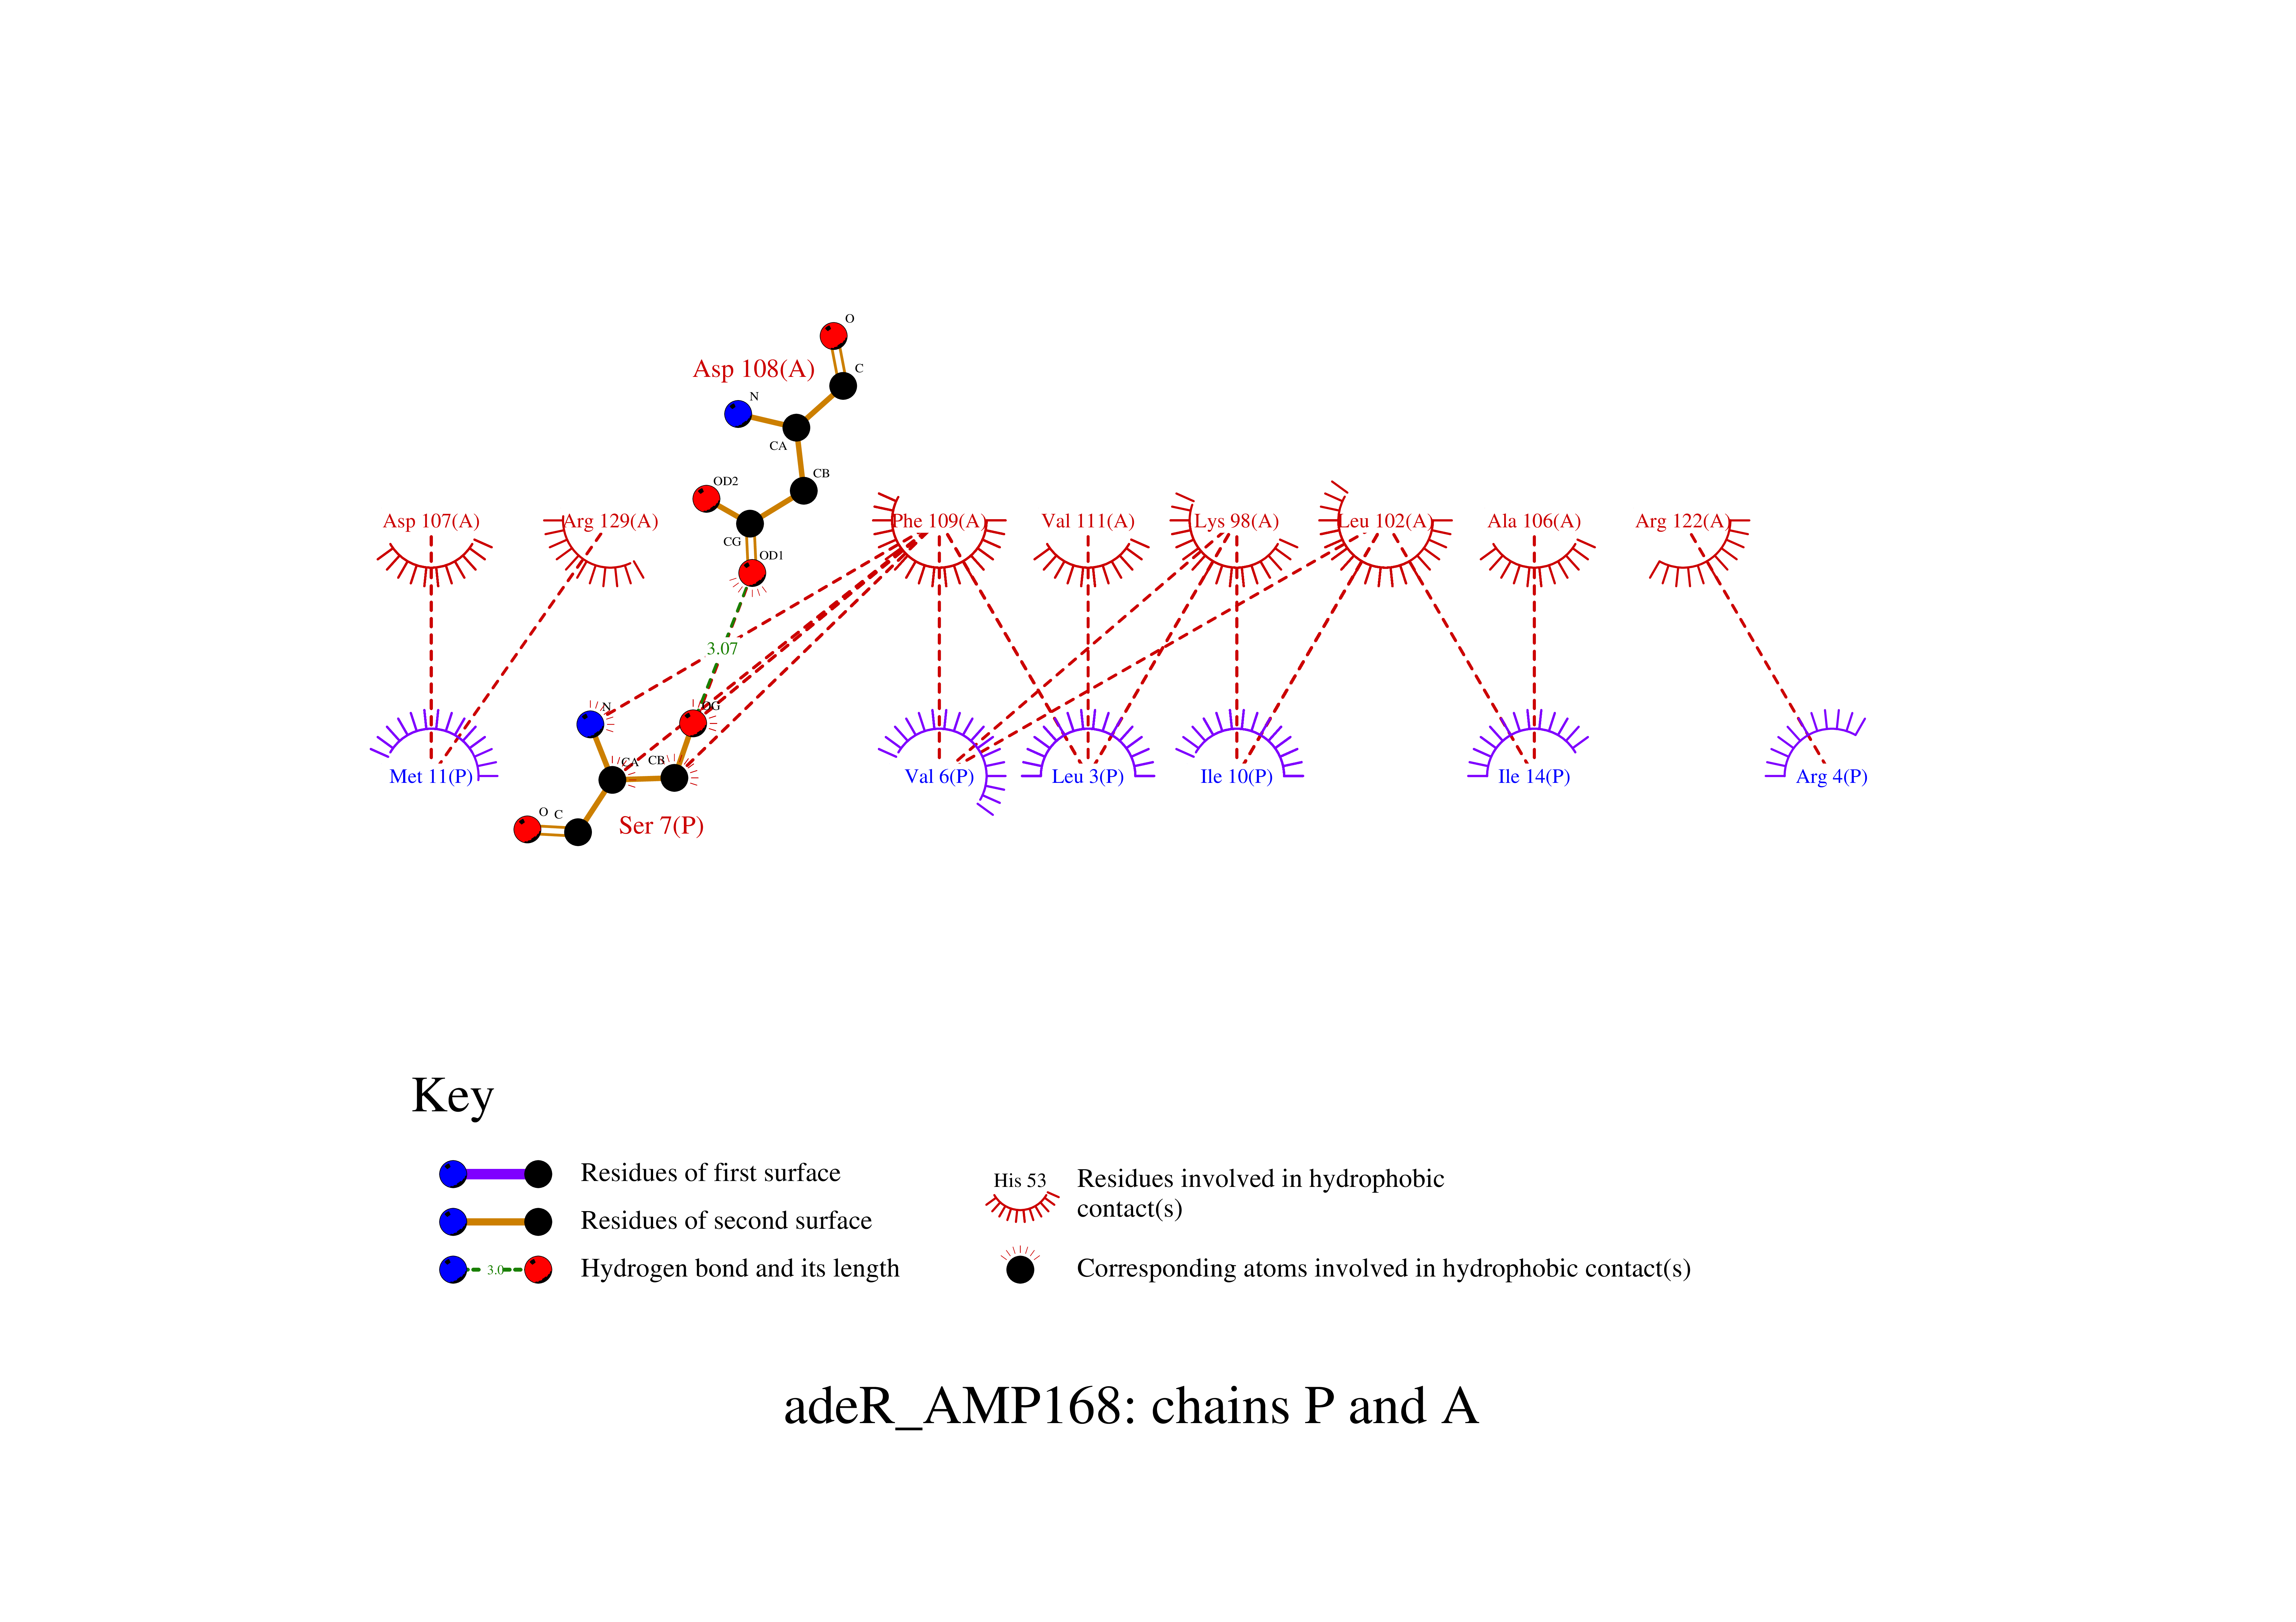 O
Asp 108(A)
C
N
CA
CB
OD2
Asp 107(A)
Arg 129(A)
Phe 109(A)
Val 111(A)
Lys 98(A)
Leu 102(A)
Ala 106(A)
Arg 122(A)
CG
OD1
3.07
N
OG
CA
CB
Met 11(P)
Val 6(P)
Leu 3(P)
Ile 10(P)
Ile 14(P)
Arg 4(P)
O
C
Ser 7(P)
Key
Residues of first surface
His 53
Residues involved in hydrophobic
contact(s)
Residues of second surface
3.0
Hydrogen bond and its length
Corresponding atoms involved in hydrophobic contact(s)
adeR_AMP168: chains P and A